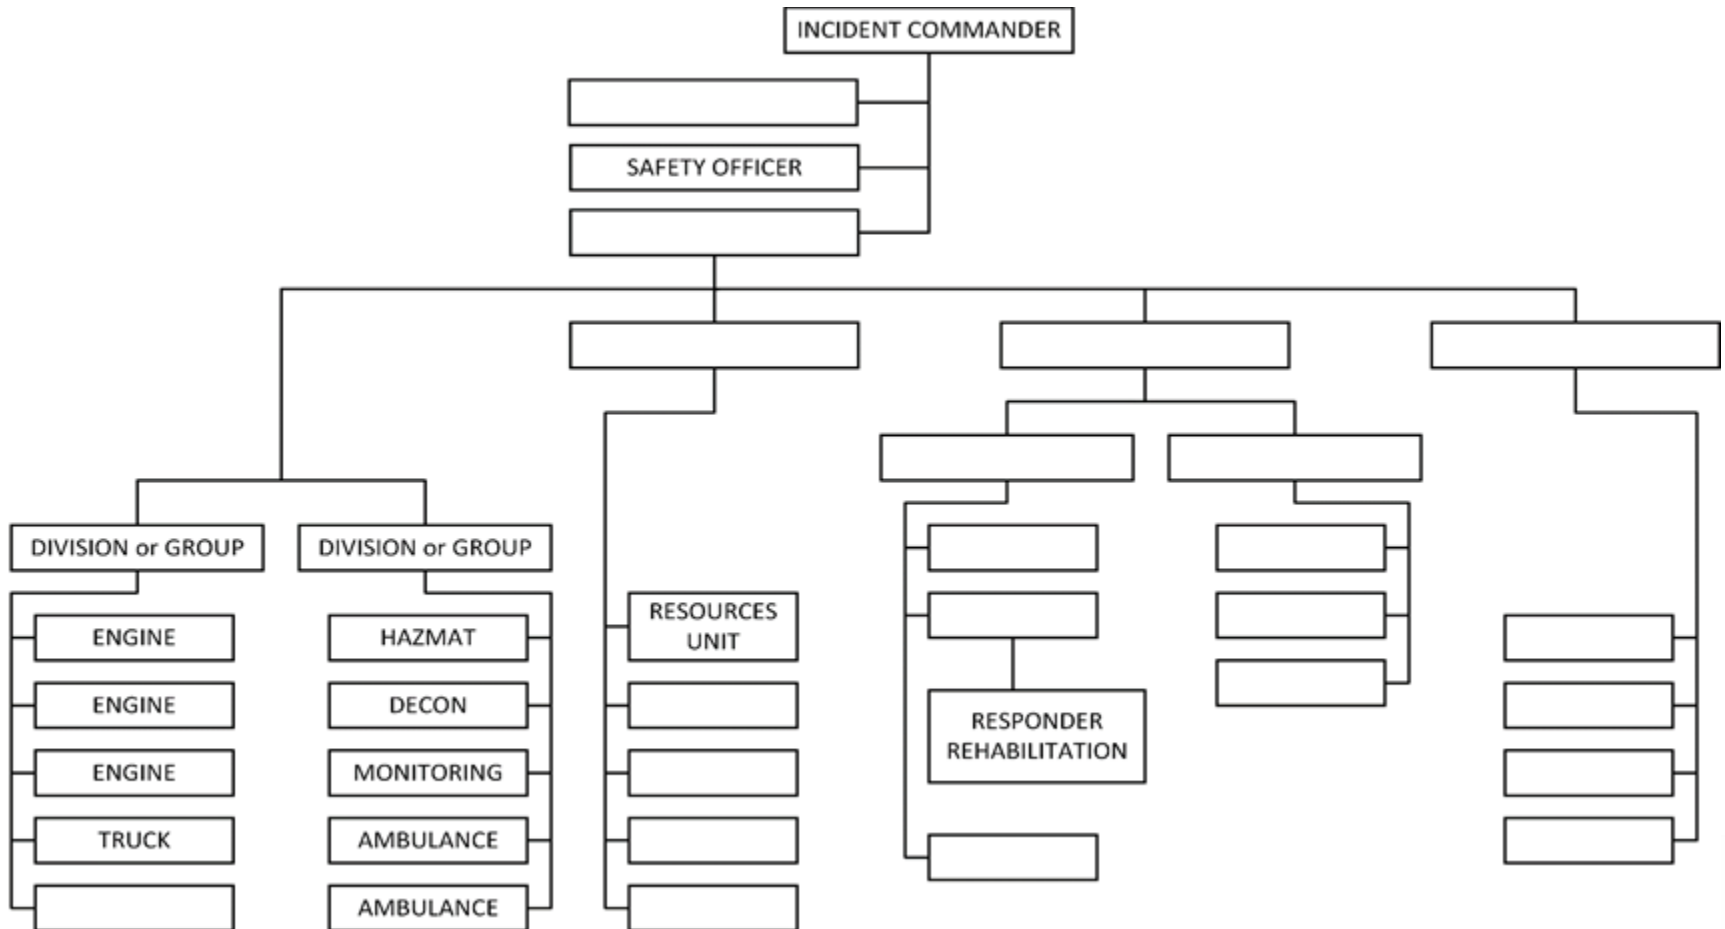 INCIDENT COMMANDER
SAFETY OFFICER
DIVISION or GROUP
ENGINE
ENGINE
ENGINE
TRUCK
DIVISION or GROUP
HAZMAT
DECON
MONITORING
AMBULANCE
AMBULANCE
RESOURCES
UNIT
RESPONDER
REHABILITATION